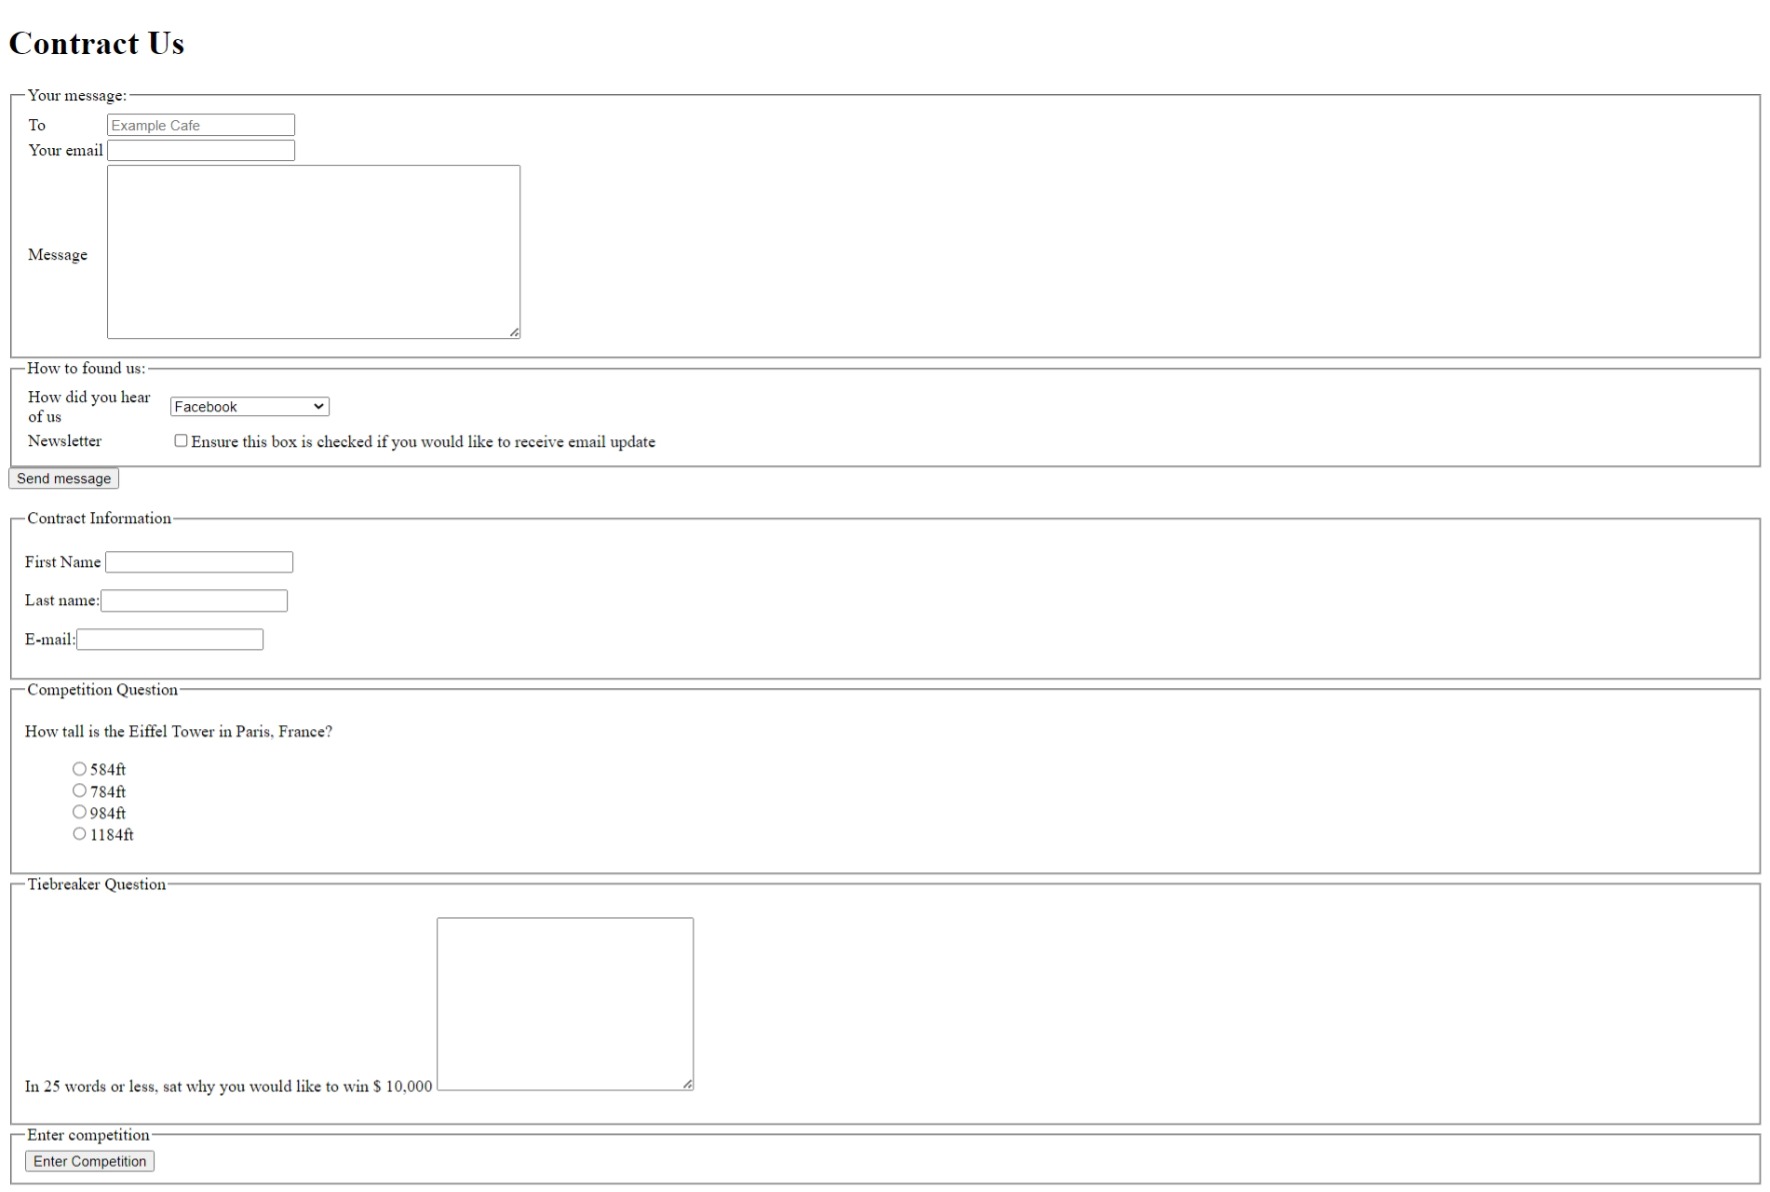 Contract Us
Your message:
To Example Cafe
Your email
Message
How to found us:
How did you hear
of us
Facebook
Newsletter Ensure this box is checked if you would like to receive email update
Send message
Contract Information
First Name
Last name:
E-mail:
Competition Question
How tall is the Eiffel Tower in Paris, France?
584ft
784ft
984ft
1184ft
Tiebreaker Question
In 25 words or less, sat why you would like to win $ 10,000
Enter competition
Enter Competition